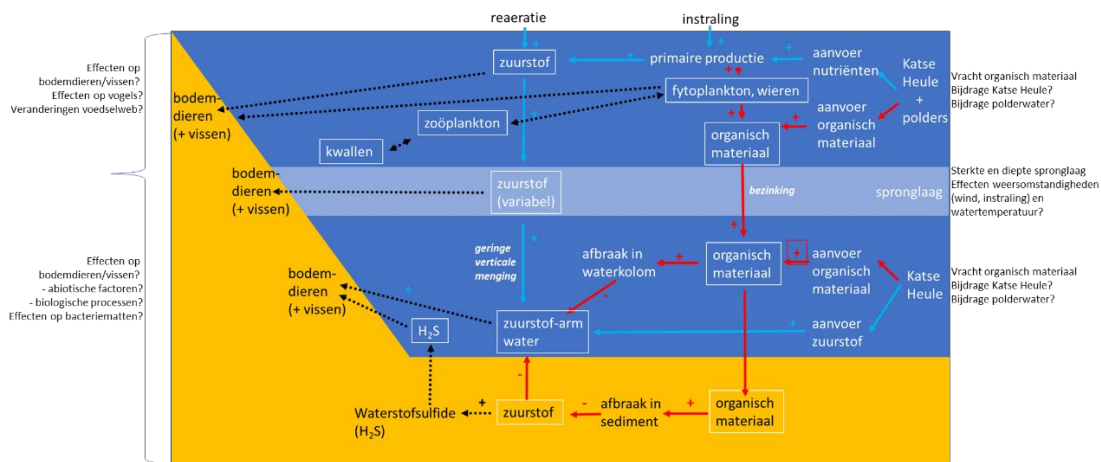 reaeratie
instraling
Effecten op
bodemdieren/vissen?
Effecten op vogels?
Veranderingen voedselweb?
bodem-
dieren
(+ vissen)
zuurstof
+
+
+
+
primaire productie
+
aanvoer
nutriënten
+
Katse
Heule
+
polders
+
fytoplankton, wieren
+
aanvoer
organisch
materiaal
+
+
organisch
materiaal
zoöplankton
kwallen
Vracht organisch materiaal
Bijdrage Katse Heule?
Bijdrage polderwater?
bodem-
dieren
(+ vissen)
zuurstof
(variabel)
bezinking
spronglaag
Sterkte en diepte spronglaag
Effecten weersomstandigheden
(wind, instraling) en
watertemperatuur?
Effecten op
bodemdieren/vissen?
- abiotische factoren?
- biologische processen?
Effecten op bacteriematten?
bodem-
dieren
(+ vissen)
+
geringe
verticale
menging
+
afbraak in
waterkolom
-
+
+
organisch
materiaal
+
aanvoer
organisch
materiaal
+
Katse
Heule
+
aanvoer
zuurstof
+
Vracht organisch materiaal
Bijdrage Katse Heule?
Bijdrage polderwater?
H₂S
zuurstof-arm
water
-
Waterstofsulfide
(H₂S)
+
zuurstof
-
afbraak in
sediment
+
organisch
materiaal